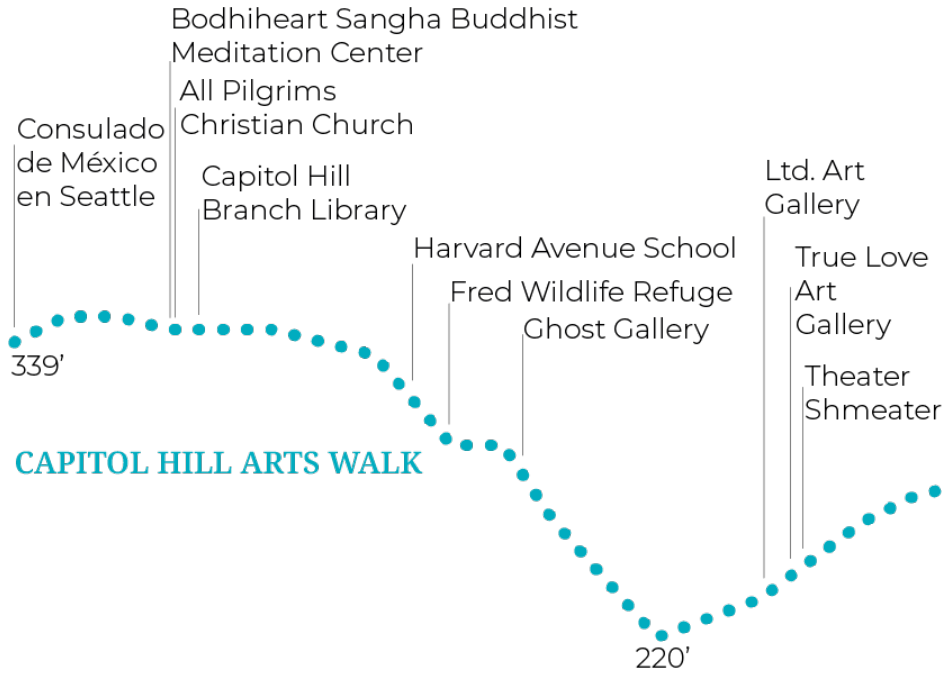 Bodhiheart Sangha Buddhist
Meditation Center
All Pilgrims
Christian Church
Consulado
de México
en Seattle
Capitol Hill
Branch Library
Harvard Avenue School
Fred Wildlife Refuge
Ghost Gallery
Ltd. Art
Gallery
True Love
Art
Gallery
Theater
Shmeater
339’
CAPITOL HILL ARTS WALK
220’